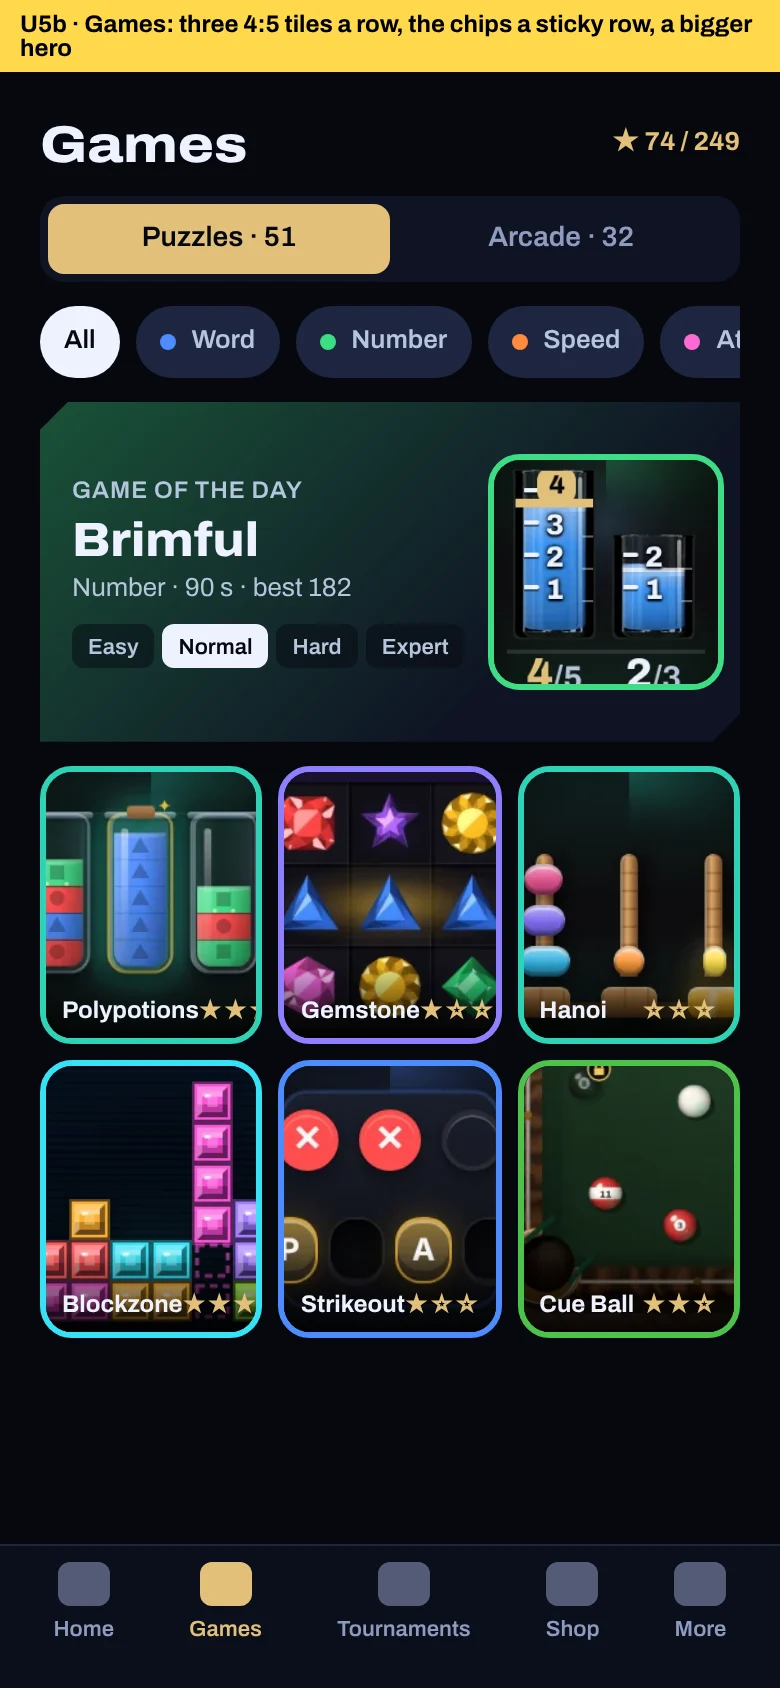 U5b · Games: three 4:5 tiles a row, the chips a sticky row, a bigger
hero
Games
★ 74 / 249
Puzzles · 51
Arcade · 32
All
Word
Number
Speed
At
GAME OF THE DAY
Brimful
Number · 90 s · best 182
Easy
Normal
Hard
Expert
4
3
2
1
2
1
4/5
2/3
Polypotions★★★
Gemstone★☆☆
Hanoi ☆☆☆
P
A
11
3
Blockzone★★★
Strikeout★☆☆
Cue Ball ★★☆
Home
Games
Tournaments
Shop
More